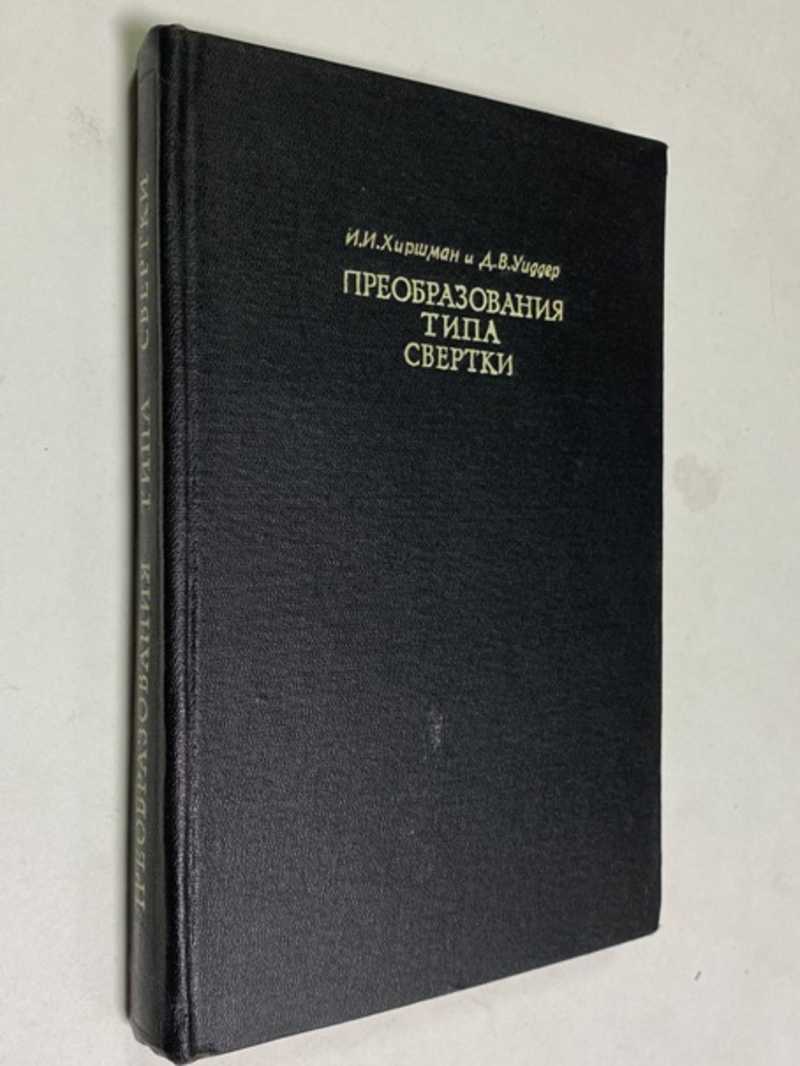 И.И.Хиршман и Д.В.Уиддер
ПРЕОБРАЗОВАНИЯ
ТИПА
СВЕРТКИ
ПРЕОБРАЗОВАНИЯ ТИПА СВЕРТКИ